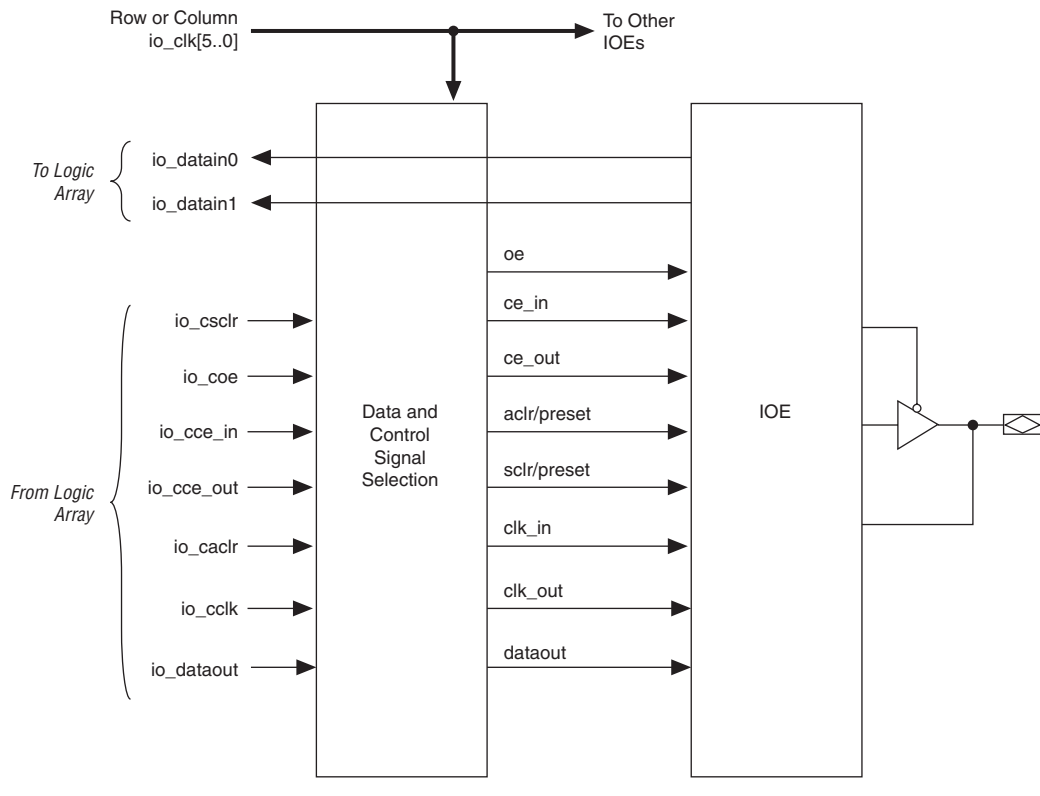 Row or Column
io_clk[5..0]
To Other
IOEs
To Logic
Array
io_datain0
io_datain1
oe
ce_in
ce_out
aclr/preset
sclr/preset
clk_in
clk_out
dataout
From Logic
Array
io_csclr
io_coe
io_cce_in
io_cce_out
io_caclr
io_cclk
io_dataout
Data and
Control
Signal
Selection
IOE